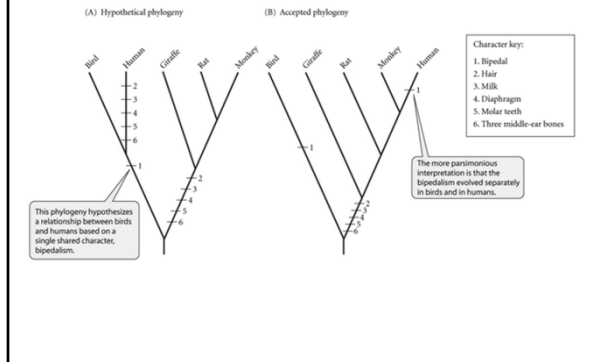 (A) Hypothetical phylogeny
(B) Accepted phylogeny
Bird
Human
Giraffe
Rat
Monkey
2
3
4
5
6
1
2
3
4
5
6
This phylogeny hypothesizes
a relationship between birds
and humans based on a
single shared character,
bipedalism.
Bird
Giraffe
Rat
Monkey
Human
1
1
2
3
4
5
6
The more parsimonious
interpretation is that the
bipedalism evolved separately
in birds and in humans.
Character key:
1. Bipedal
2. Hair
3. Milk
4. Diaphragm
5. Molar teeth
6. Three middle-ear bones